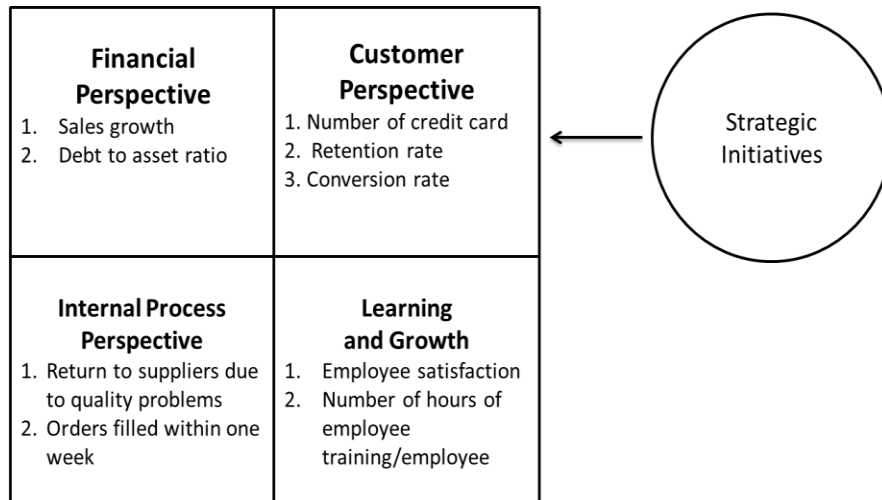 Financial
Perspective
1. Sales growth
2. Debt to asset ratio
Customer
Perspective
1. Number of credit card
2. Retention rate
3. Conversion rate
Strategic
Initiatives
Internal Process
Perspective
1. Return to suppliers due
to quality problems
2. Orders filled within one
week
Learning
and Growth
1. Employee satisfaction
2. Number of hours of
employee
training/employee